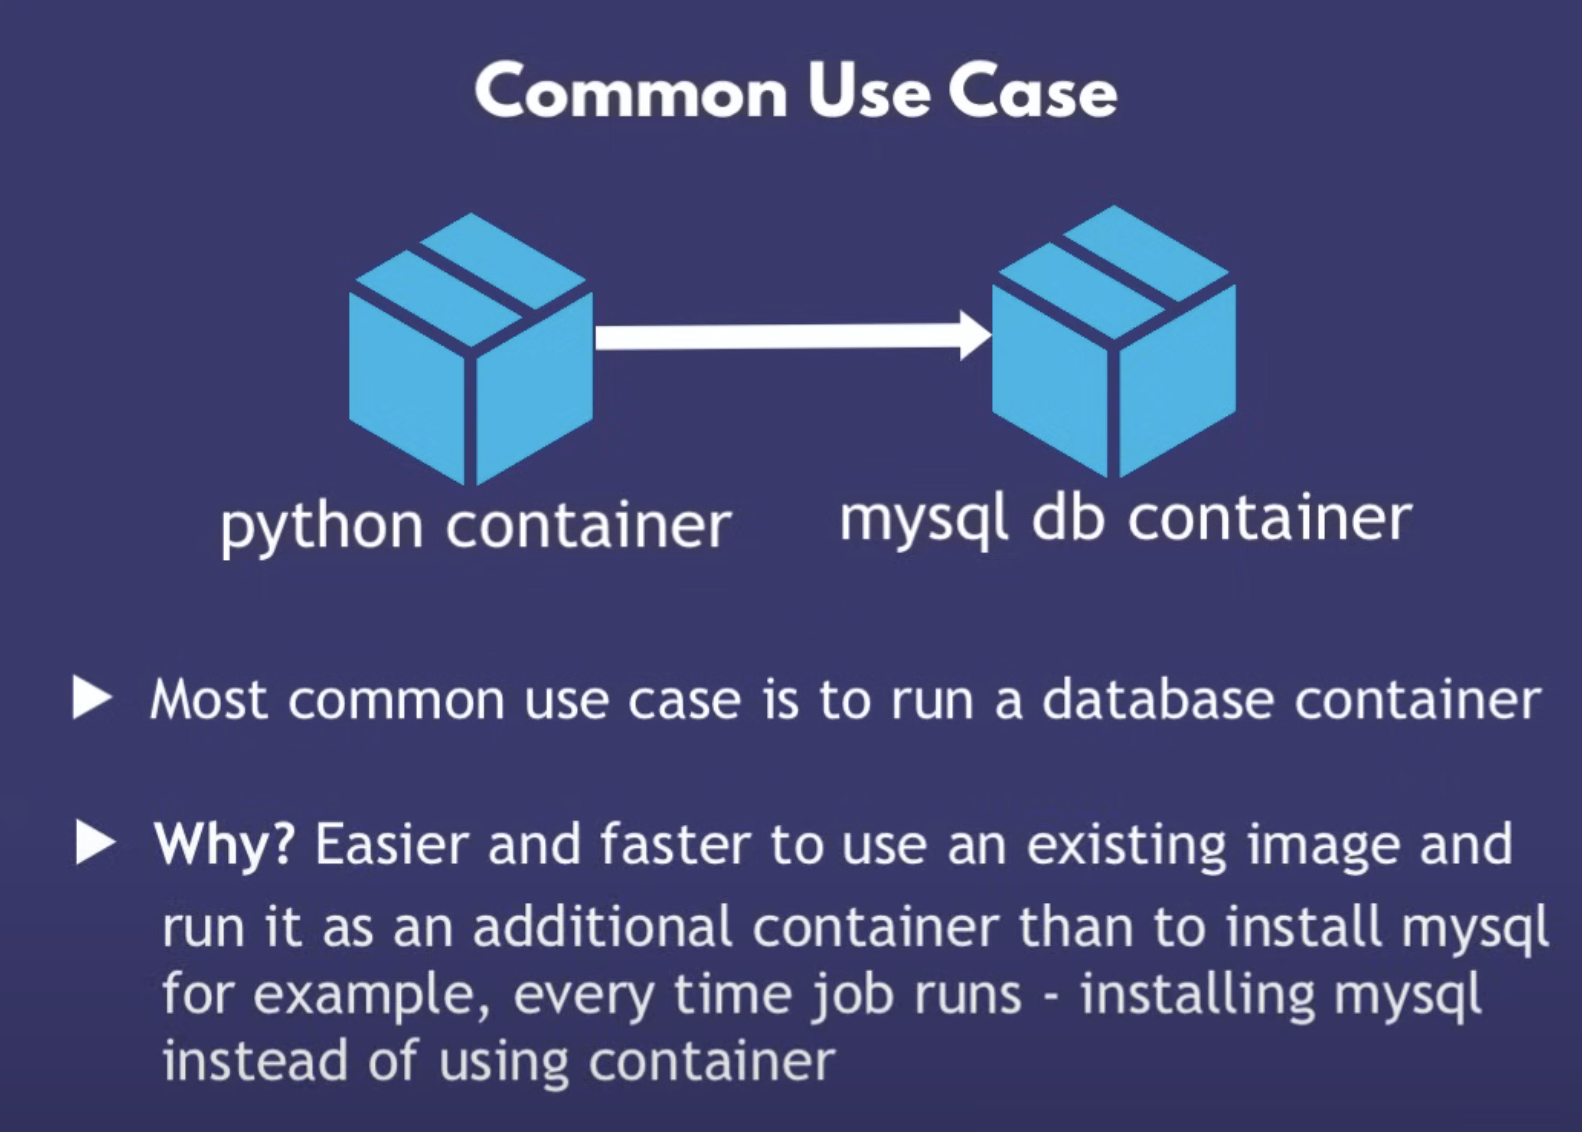 Common Use Case
python container
mysql db container
Most common use case is to run a database container
Why? Easier and faster to use an existing image and
run it as an additional container than to install mysql
for example, every time job runs - installing mysql
instead of using container